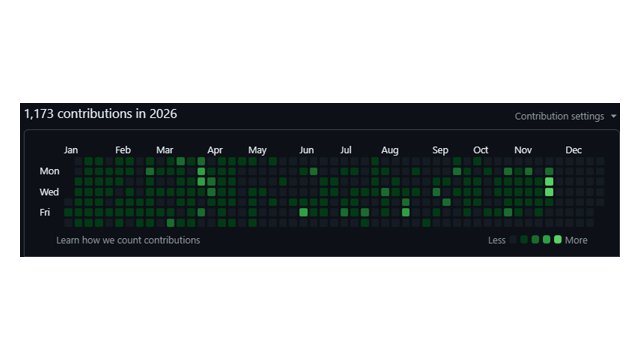 1,173 contributions in 2026
Contribution settings
Jan Feb Mar Apr May Jun Jul Aug Sep Oct Nov Dec
Mon
Wed
Fri
Learn how we count contributions
Less More